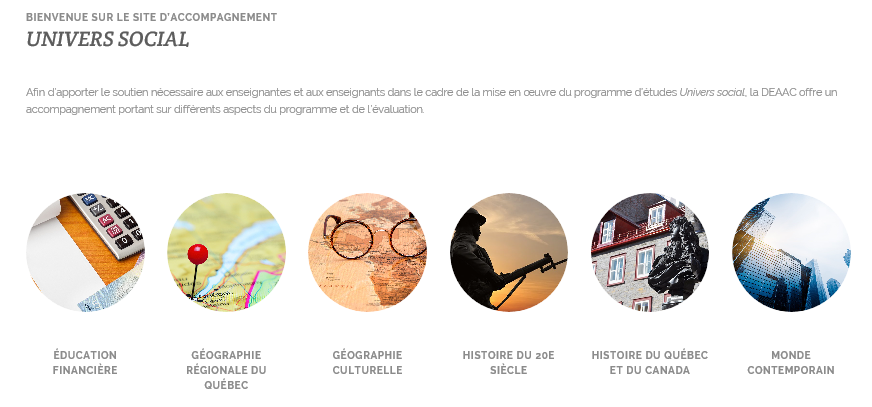 BIENVENUE SUR LE SITE D'ACCOMPAGNEMENT
UNIVERS SOCIAL
Afin d'apporter le soutien nécessaire aux enseignantes et aux enseignants dans le cadre de la mise en œuvre du programme d'études Univers social, la DEAAC offre un
accompagnement portant sur différents aspects du programme et de l'évaluation.
ÉDUCATION
FINANCIÈRE
GÉOGRAPHIE
RÉGIONALE DU
QUÉBEC
GÉOGRAPHIE
CULTURELLE
HISTOIRE DU 20E
SIÈCLE
HISTOIRE DU QUÉBEC
ET DU CANADA
MONDE
CONTEMPORAIN